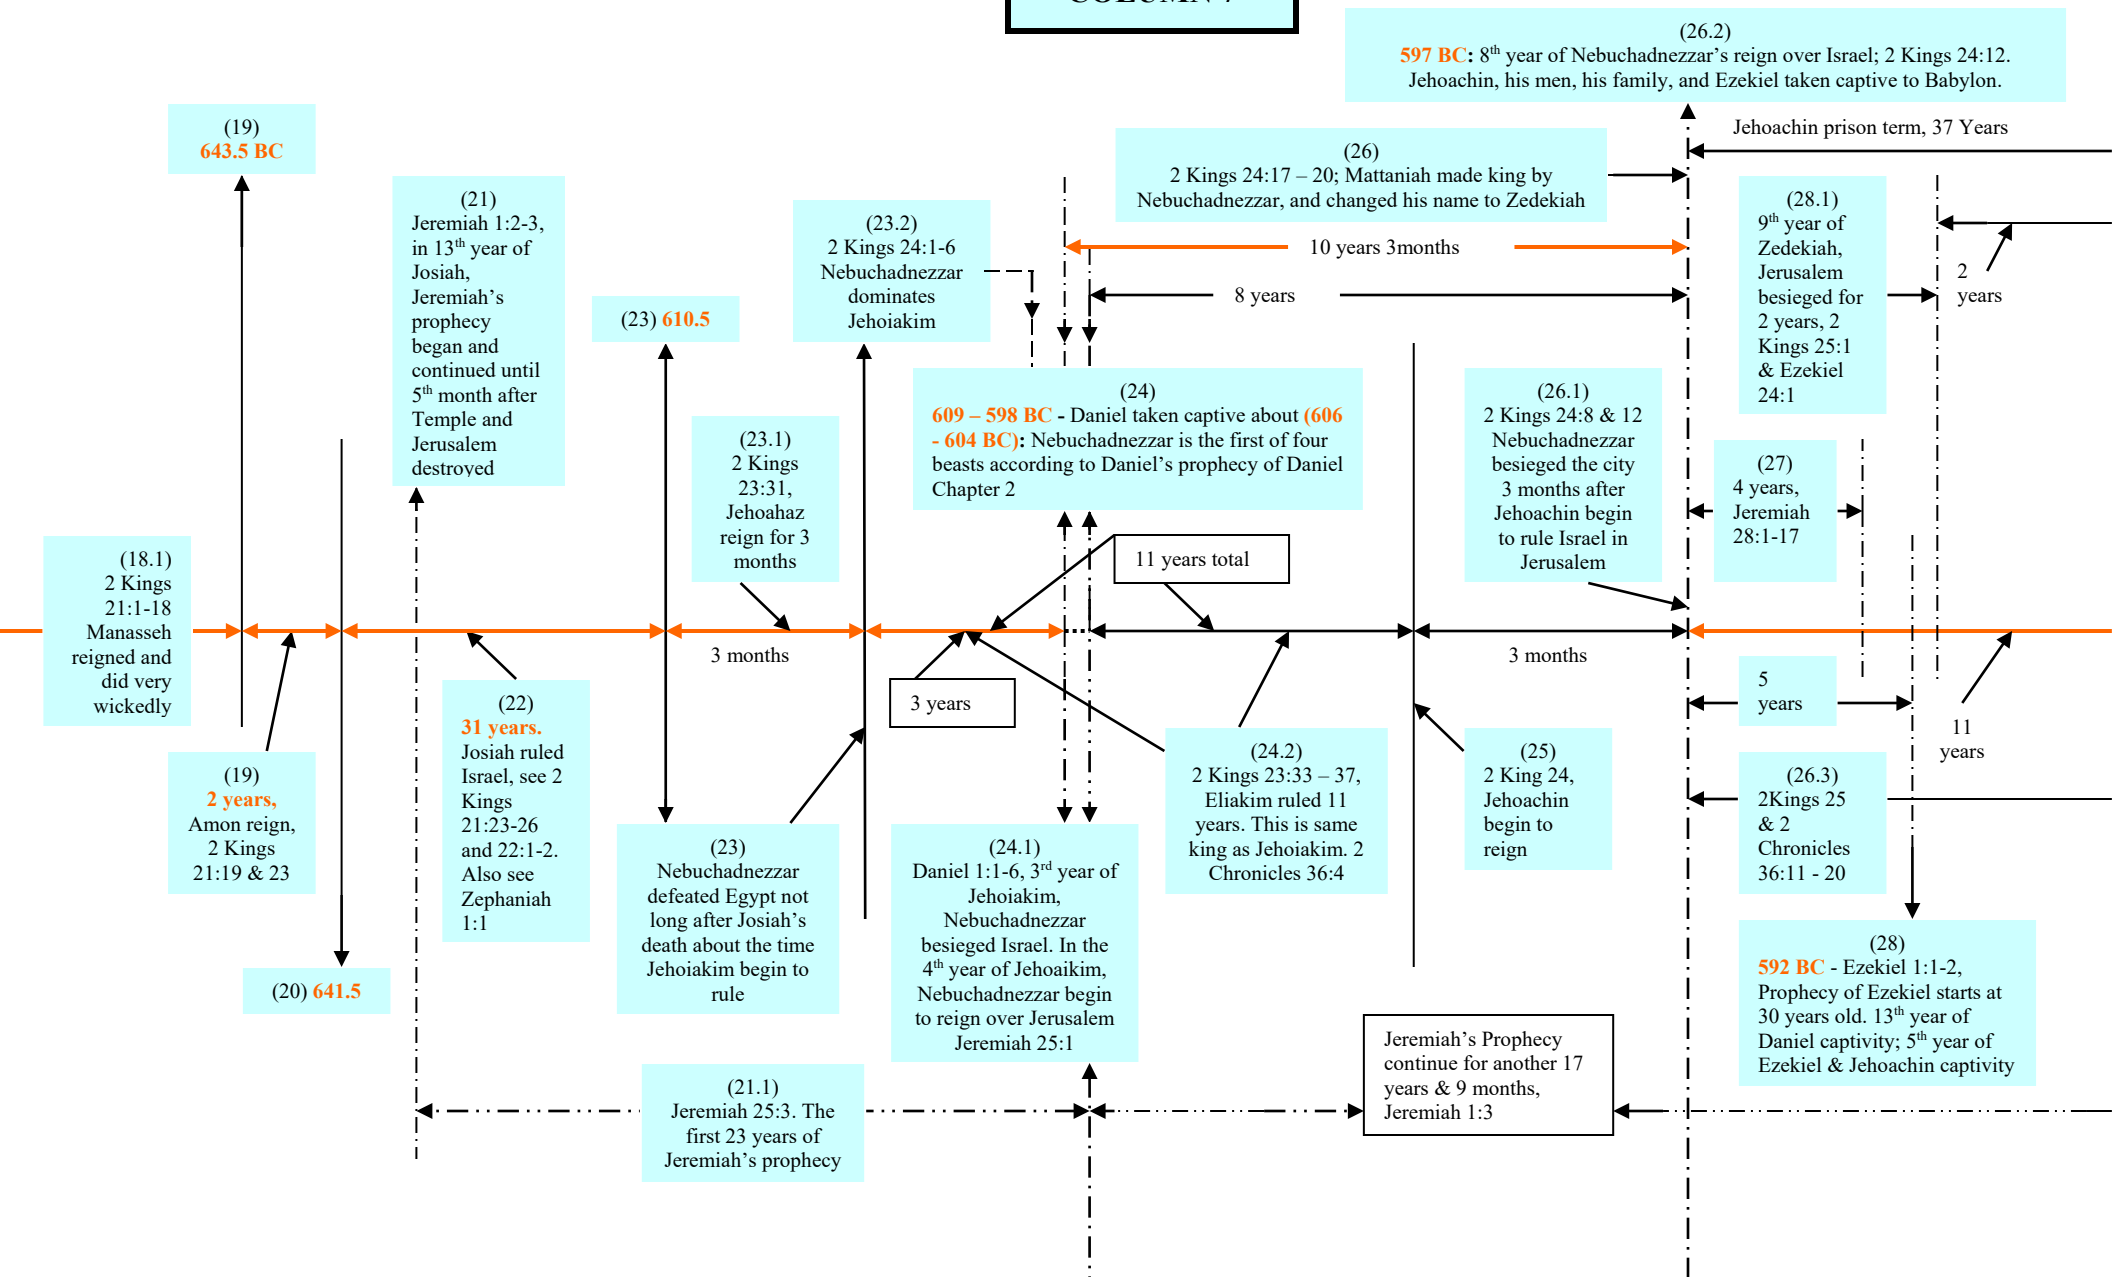 COLUMN 7
(26.2)
597 BC: 8th year of Nebuchadnezzar's reign over Israel; 2 Kings 24:12.
Jehoachin, his men, his family, and Ezekiel taken captive to Babylon.
(19)
643.5 BC
Jehoachin prison term, 37 Years
(26)
2 Kings 24:17 – 20; Mattaniah made king by
Nebuchadnezzar, and changed his name to Zedekiah
(21)
Jeremiah 1:2-3,
in 13th year of
Josiah,
Jeremiah's
prophecy
began and
continued until
5th month after
Temple and
Jerusalem
destroyed
(28.1)
9th year of
Zedekiah,
Jerusalem
besieged for
2 years, 2
Kings 25:1
& Ezekiel
24:1
(23.2)
2 Kings 24:1-6
Nebuchadnezzar
dominates
Jehoiakim
10 years 3months
2
years
8 years
(23) 610.5
(24)
609 – 598 BC - Daniel taken captive about (606
- 604 BC): Nebuchadnezzar is the first of four
beasts according to Daniel's prophecy of Daniel
Chapter 2
(26.1)
2 Kings 24:8 & 12
Nebuchadnezzar
besieged the city
3 months after
Jehoachin begin
to rule Israel in
Jerusalem
(23.1)
2 Kings
23:31,
Jehoahaz
reign for 3
months
(27)
4 years,
Jeremiah
28:1-17
(18.1)
2 Kings
21:1-18
Manasseh
reigned and
did very
wickedly
11 years total
3 months
3 months
3 years
5
years
11
years
(22)
31 years.
Josiah ruled
Israel, see 2
Kings
21:23-26
and 22:1-2.
Also see
Zephaniah
1:1
(19)
2 years,
Amon reign,
2 Kings
21:19 & 23
(24.2)
2 Kings 23:33 – 37,
Eliakim ruled 11
years. This is same
king as Jehoiakim. 2
Chronicles 36:4
(25)
2 King 24,
Jehoachin
begin to
reign
(26.3)
2Kings 25
& 2
Chronicles
36:11 - 20
(23)
Nebuchadnezzar
defeated Egypt not
long after Josiah's
death about the time
Jehoiakim begin to
rule
(24.1)
Daniel 1:1-6, 3rd year of
Jehoiakim,
Nebuchadnezzar
besieged Israel. In the
4th year of Jehoaikim,
Nebuchadnezzar begin
to reign over Jerusalem
Jeremiah 25:1
(28)
592 BC - Ezekiel 1:1-2,
Prophecy of Ezekiel starts at
30 years old. 13th year of
Daniel captivity; 5th year of
Ezekiel & Jehoachin captivity
(20) 641.5
Jeremiah's Prophecy
continue for another 17
years & 9 months,
Jeremiah 1:3
(21.1)
Jeremiah 25:3. The
first 23 years of
Jeremiah's prophecy